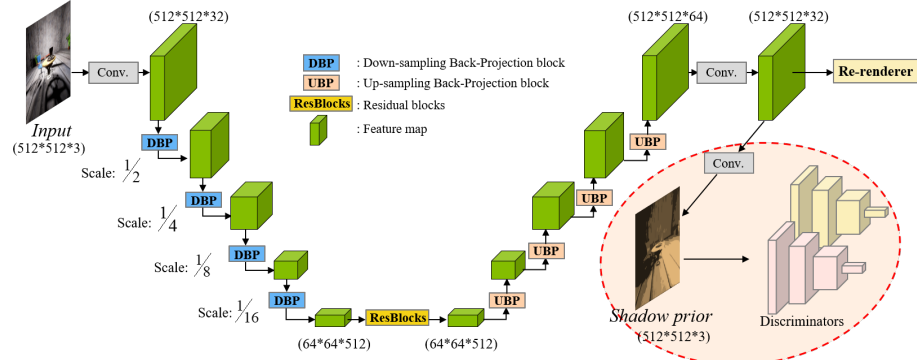 (512*512*32)
(512*512*64)
(512*512*32)
Conv.
DBP : Down-sampling Back-Projection block
UBP : Up-sampling Back-Projection block
ResBlocks : Residual blocks
: Feature map
Conv.
Re-renderer
Input
(512*512*3)
DBP
UBP
Scale: 1/2
Conv.
DBP
UBP
Scale: 1/4
DBP
UBP
Scale: 1/8
DBP
UBP
Scale: 1/16
ResBlocks
(64*64*512)
(64*64*512)
Shadow prior
(512*512*3)
Discriminators